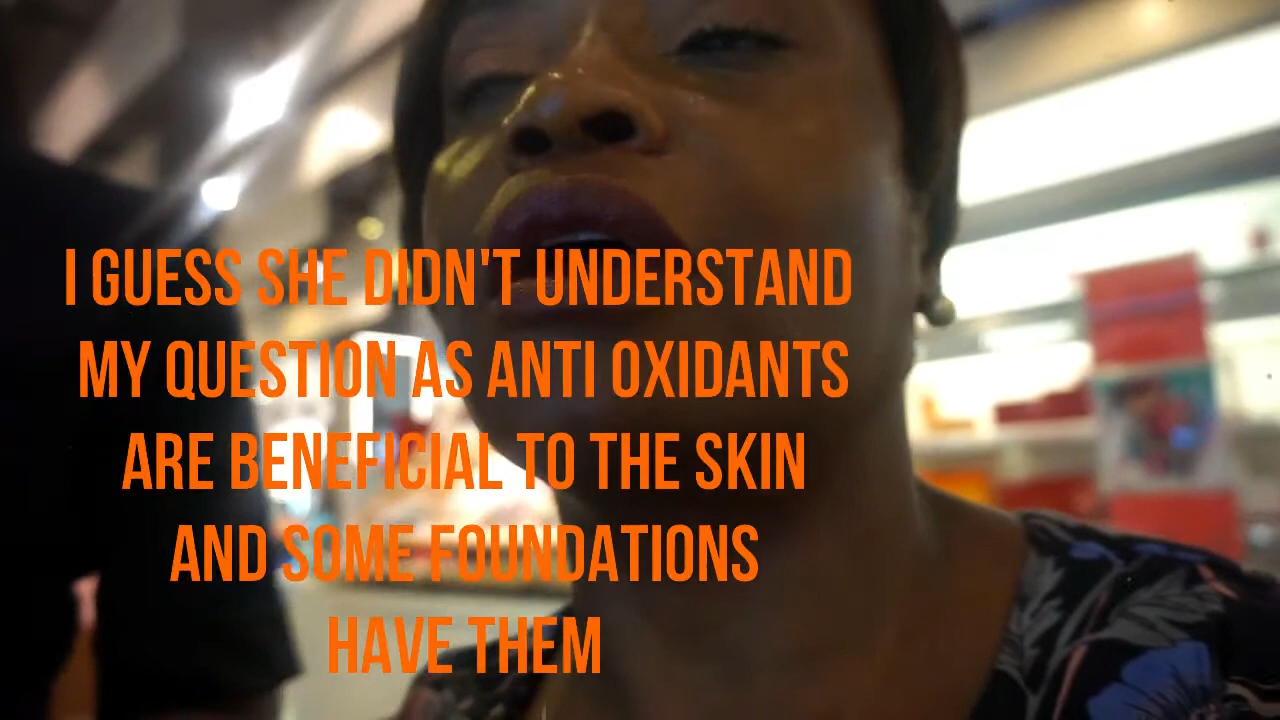 I GUESS SHE DIDN'T UNDERSTAND
MY QUESTION AS ANTI OXIDANTS
ARE BENEFICIAL TO THE SKIN
AND SOME FOUNDATIONS
HAVE THEM